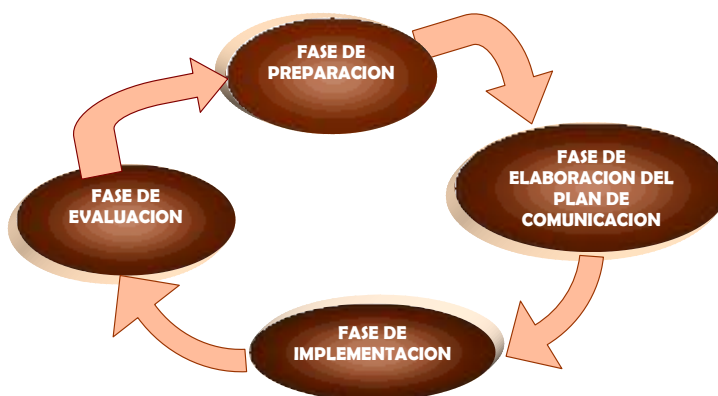 FASE DE
PREPARACION
FASE DE
ELABORACION DEL
PLAN DE
COMUNICACION
FASE DE
IMPLEMENTACION
FASE DE
EVALUACION